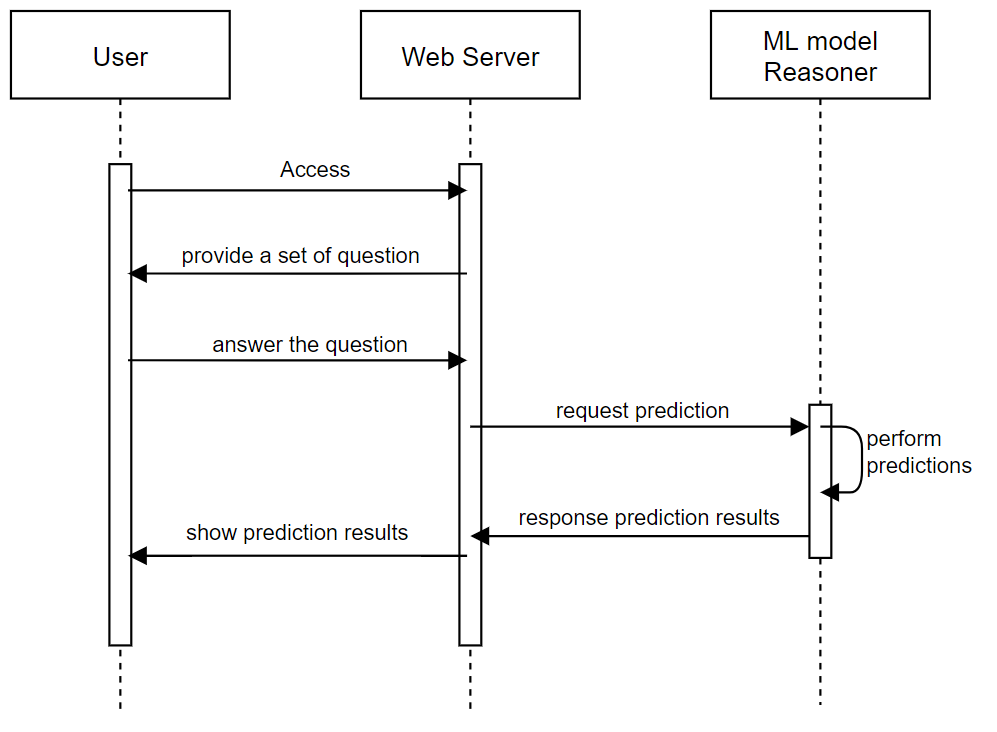 User
Web Server
ML model
Reasoner
Access
provide a set of question
answer the question
request prediction
perform
predictions
response prediction results
show prediction results